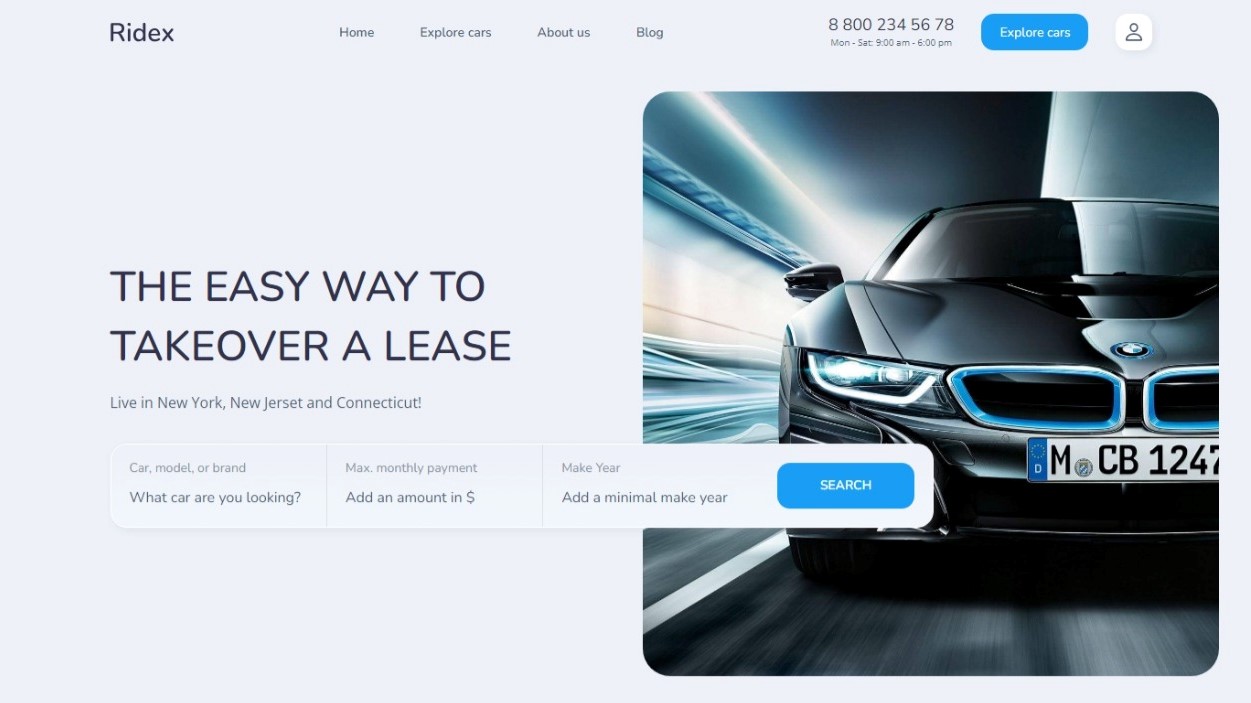 Ridex
Home
Explore cars
About us
Blog
8 800 234 56 78
Mon - Sat: 9:00 am - 6:00 pm
Explore cars
THE EASY WAY TO
TAKEOVER A LEASE
Live in New York, New Jerset and Connecticut!
Car, model, or brand
What car are you looking?
Max. monthly payment
Add an amount in $
Make Year
Add a minimal make year
SEARCH
BMW
D
M CB 1247